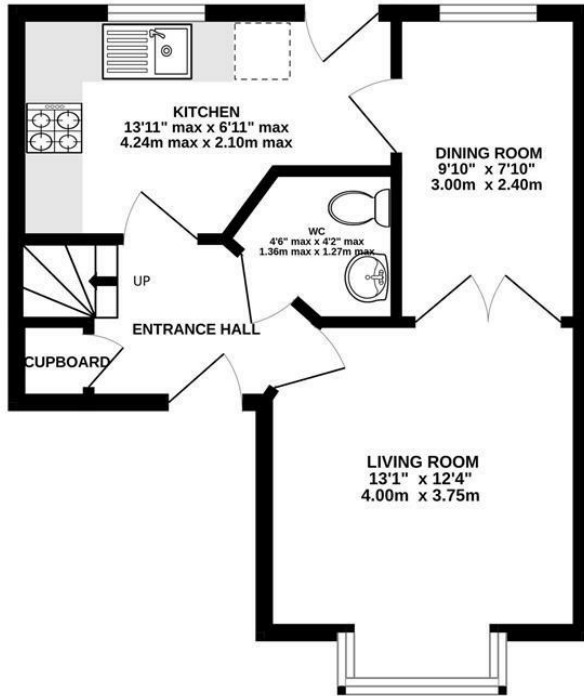 KITCHEN
13'11" max x 6'11" max
4.24m max x 2.10m max
DINING ROOM
9'10" x 7'10"
3.00m x 2.40m
WC
4'6" max x 4'2" max
1.36m max x 1.27m max
UP
ENTRANCE HALL
CUPBOARD
LIVING ROOM
13'1" x 12'4"
4.00m x 3.75m